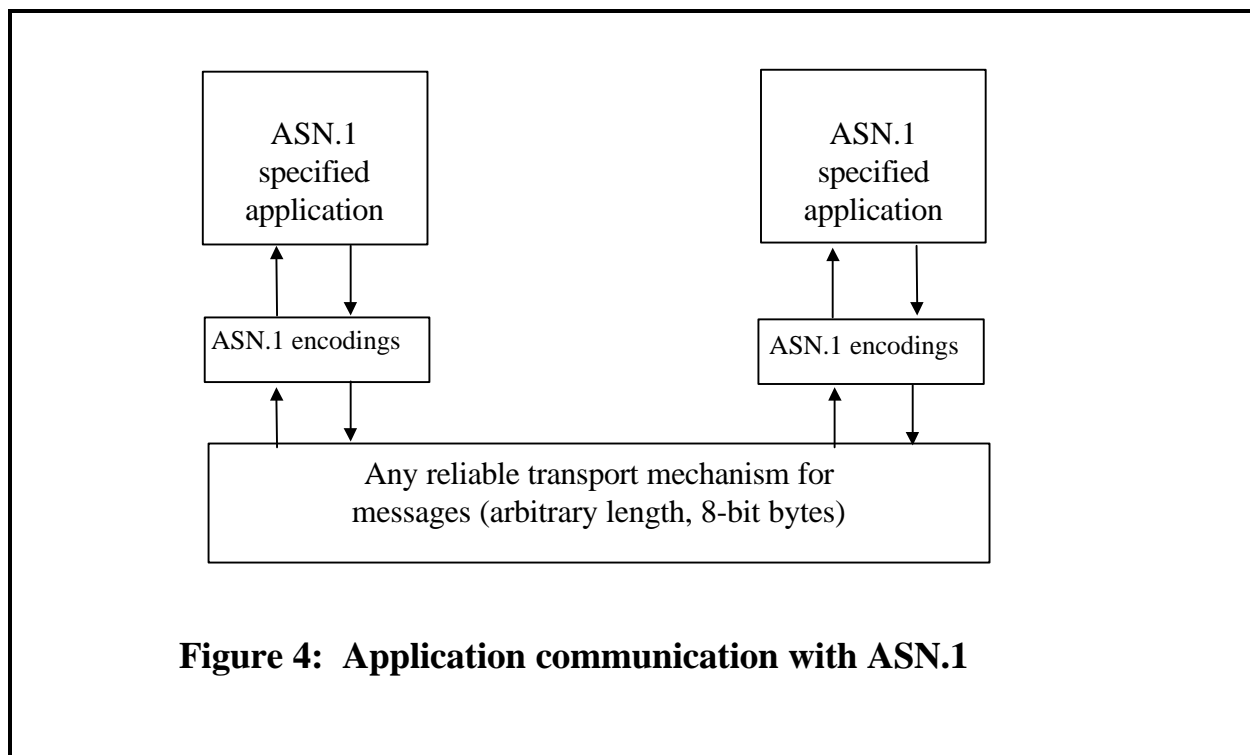 ASN.1
specified
application
ASN.1
specified
application
ASN.1 encodings
ASN.1 encodings
Any reliable transport mechanism for
messages (arbitrary length, 8-bit bytes)
Figure 4:  Application communication with ASN.1